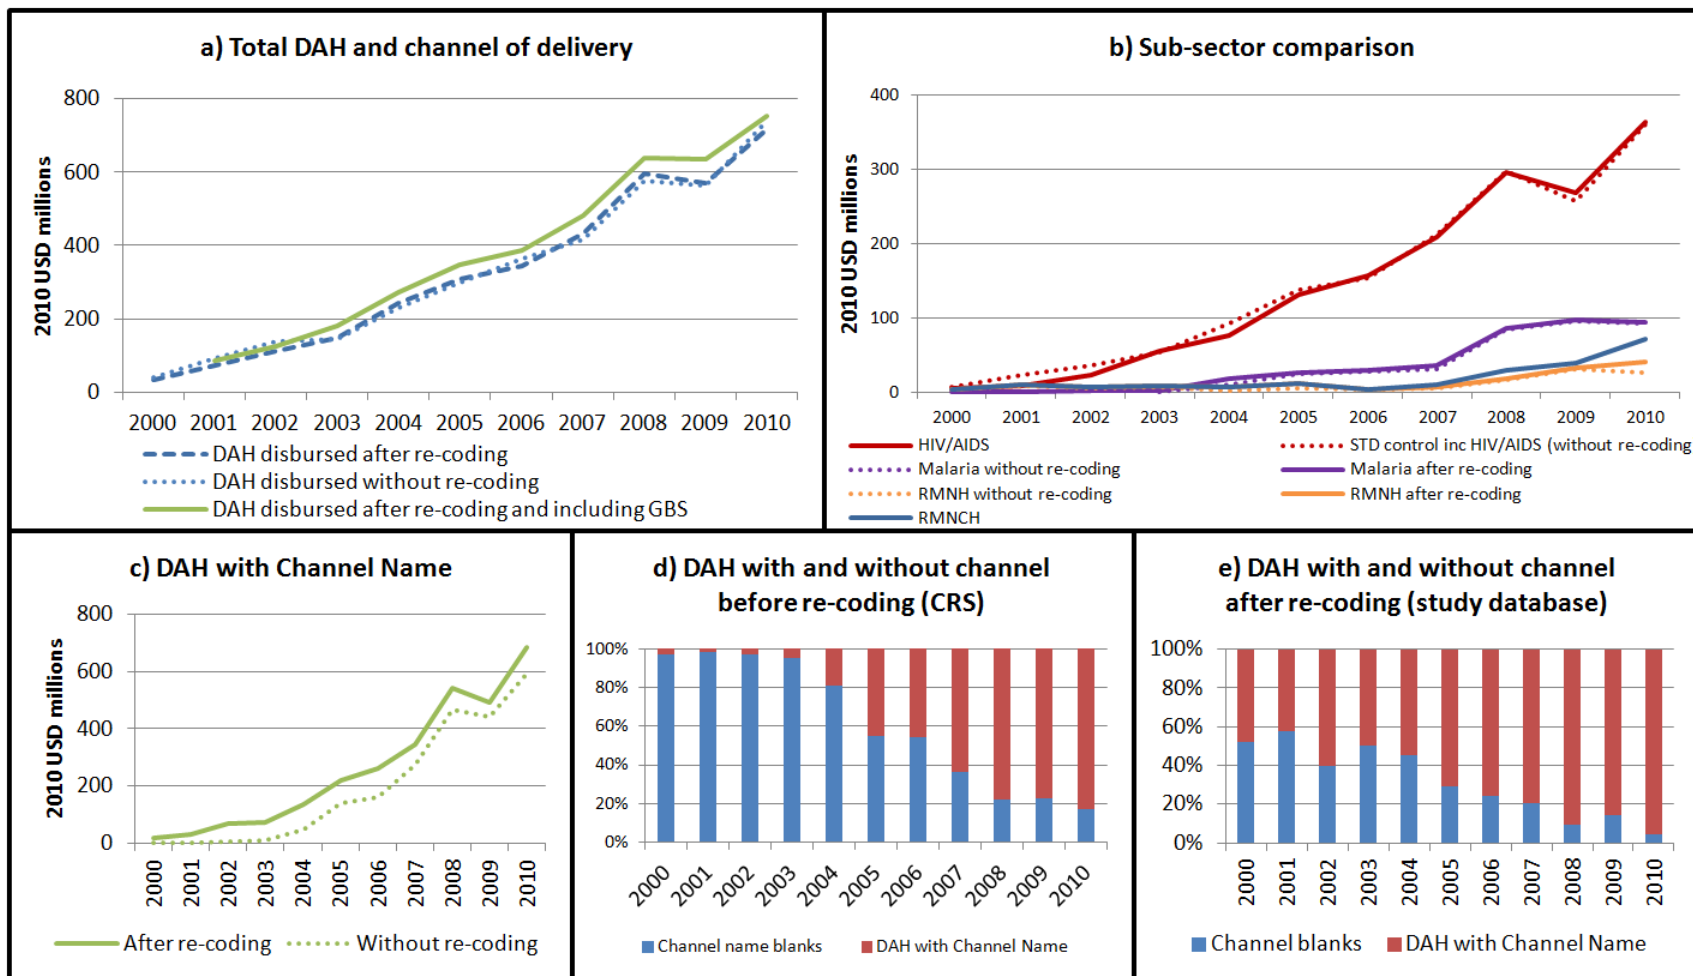 a) Total DAH and channel of delivery
2010 USD millions
800
600
400
200
0
2000 2001 2002 2003 2004 2005 2006 2007 2008 2009 2010
DAH disbursed after re-coding
DAH disbursed without re-coding
DAH disbursed after re-coding and including GBS
b) Sub-sector comparison
2010 USD millions
400
300
200
100
0
2000 2001 2002 2003 2004 2005 2006 2007 2008 2009 2010
HIV/AIDS STD control inc HIV/AIDS (without re-coding
Malaria without re-coding Malaria after re-coding
RMNH without re-coding RMNH after re-coding
RMNCH
c) DAH with Channel Name
2010 USD millions
800
600
400
200
0
2000 2001 2002 2003 2004 2005 2006 2007 2008 2009 2010
After re-coding Without re-coding
d) DAH with and without channel
before re-coding (CRS)
100%
80%
60%
40%
20%
0%
2000 2001 2002 2003 2004 2005 2006 2007 2008 2009 2010
Channel name blanks DAH with Channel Name
e) DAH with and without channel
after re-coding (study database)
100%
80%
60%
40%
20%
0%
2000 2001 2002 2003 2004 2005 2006 2007 2008 2009 2010
Channel blanks DAH with Channel Name